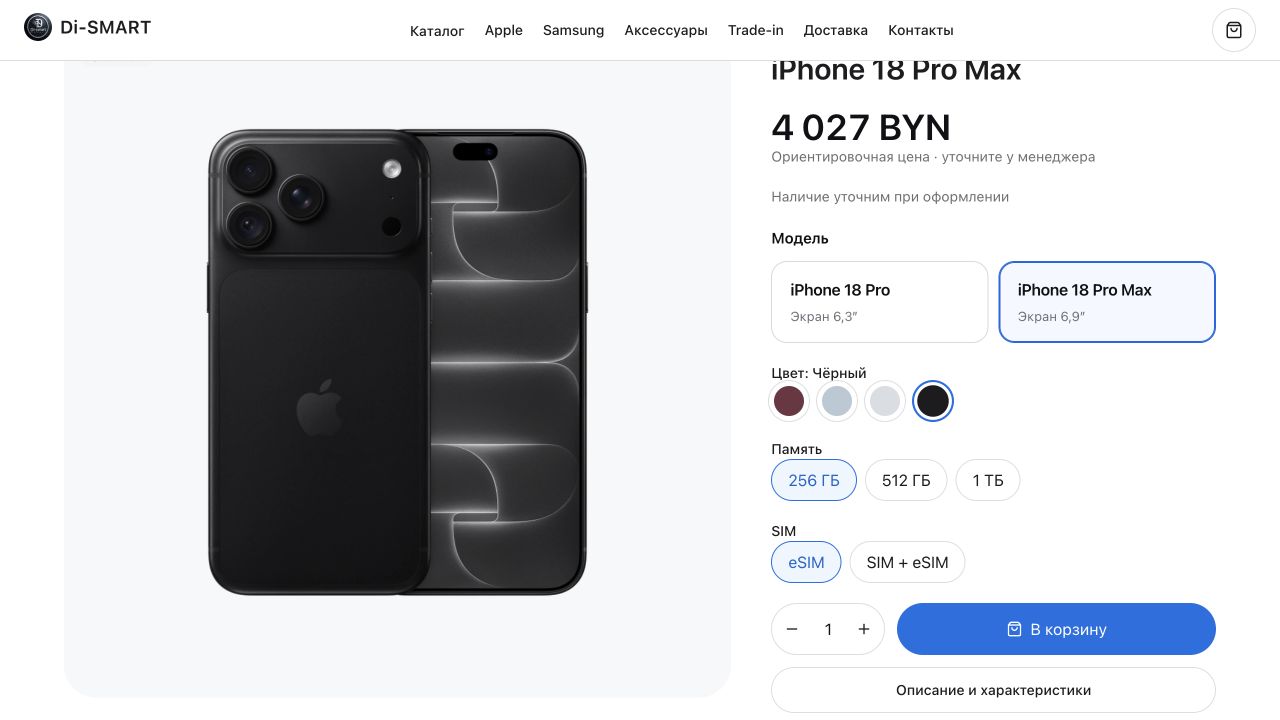 Di-SMART
Каталог Apple Samsung Аксессуары Trade-in Доставка Контакты
iPhone 18 Pro Max
4 027 BYN
Ориентировочная цена · уточните у менеджера
Наличие уточним при оформлении
Модель
iPhone 18 Pro
Экран 6,3″
iPhone 18 Pro Max
Экран 6,9″
Цвет: Чёрный
Память
256 ГБ 512 ГБ 1 ТБ
SIM
eSIM SIM + eSIM
− 1 + В корзину
Описание и характеристики